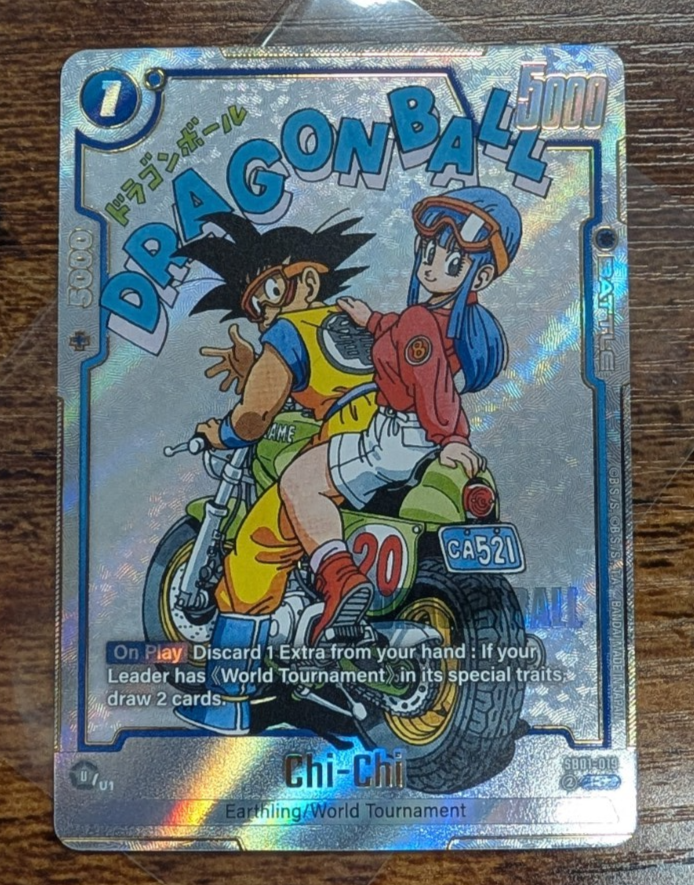 1
5000
ドラゴンボール
DRAGON BALL
+ 5000
BATTLE
GAME
20
CA521
On Play Discard 1 Extra from your hand : If your
Leader has《World Tournament》in its special traits,
draw 2 cards.
Chi-Chi
SB01-019
U1
Earthling/World Tournament